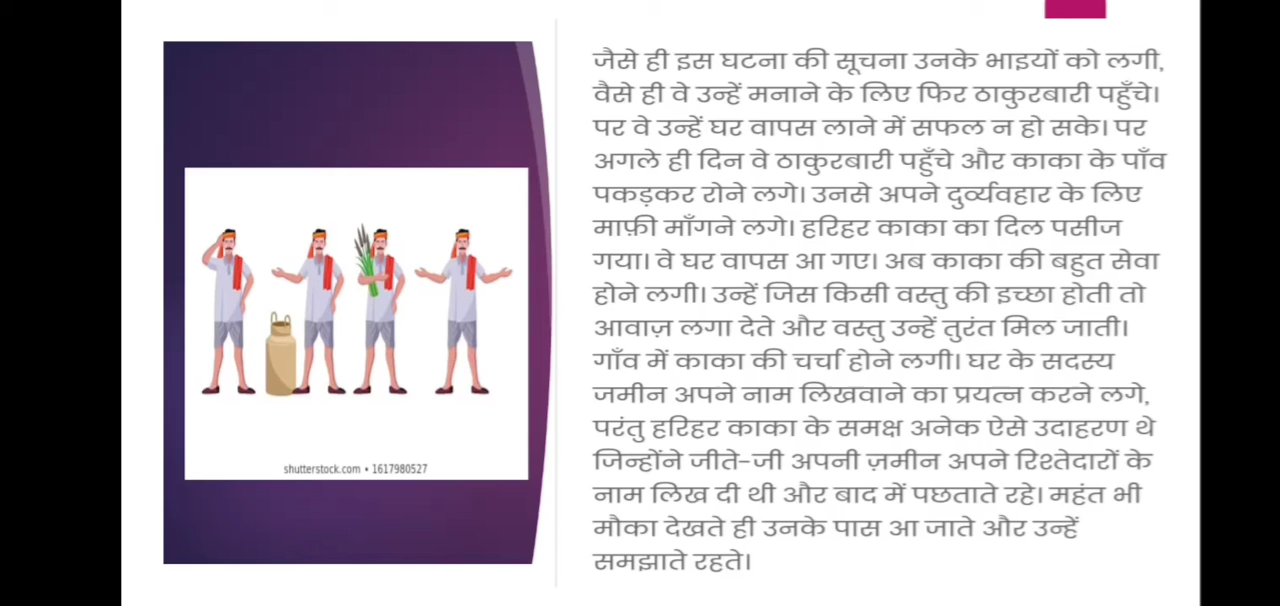 जैसे ही इस घटना की सूचना उनके भाइयों को लगी,
वैसे ही वे उन्हें मनाने के लिए फिर ठाकुरबारी पहुँचे।
पर वे उन्हें घर वापस लाने में सफल न हो सके। पर
अगले ही दिन वे ठाकुरबारी पहुँचे और काका के पाँव
पकड़कर रोने लगे। उनसे अपने दुर्व्यवहार के लिए
माफ़ी माँगने लगे। हरिहर काका का दिल पसीज
गया। वे घर वापस आ गए। अब काका की बहुत सेवा
होने लगी। उन्हें जिस किसी वस्तु की इच्छा होती तो
आवाज़ लगा देते और वस्तु उन्हें तुरंत मिल जाती।
गाँव में काका की चर्चा होने लगी। घर के सदस्य
जमीन अपने नाम लिखवाने का प्रयत्न करने लगे,
परंतु हरिहर काका के समक्ष अनेक ऐसे उदाहरण थे
जिन्होंने जीते-जी अपनी ज़मीन अपने रिश्तेदारों के
नाम लिख दी थी और बाद में पछताते रहे। महंत भी
मौका देखते ही उनके पास आ जाते और उन्हें
समझाते रहते।
shutterstock.com • 1617980527